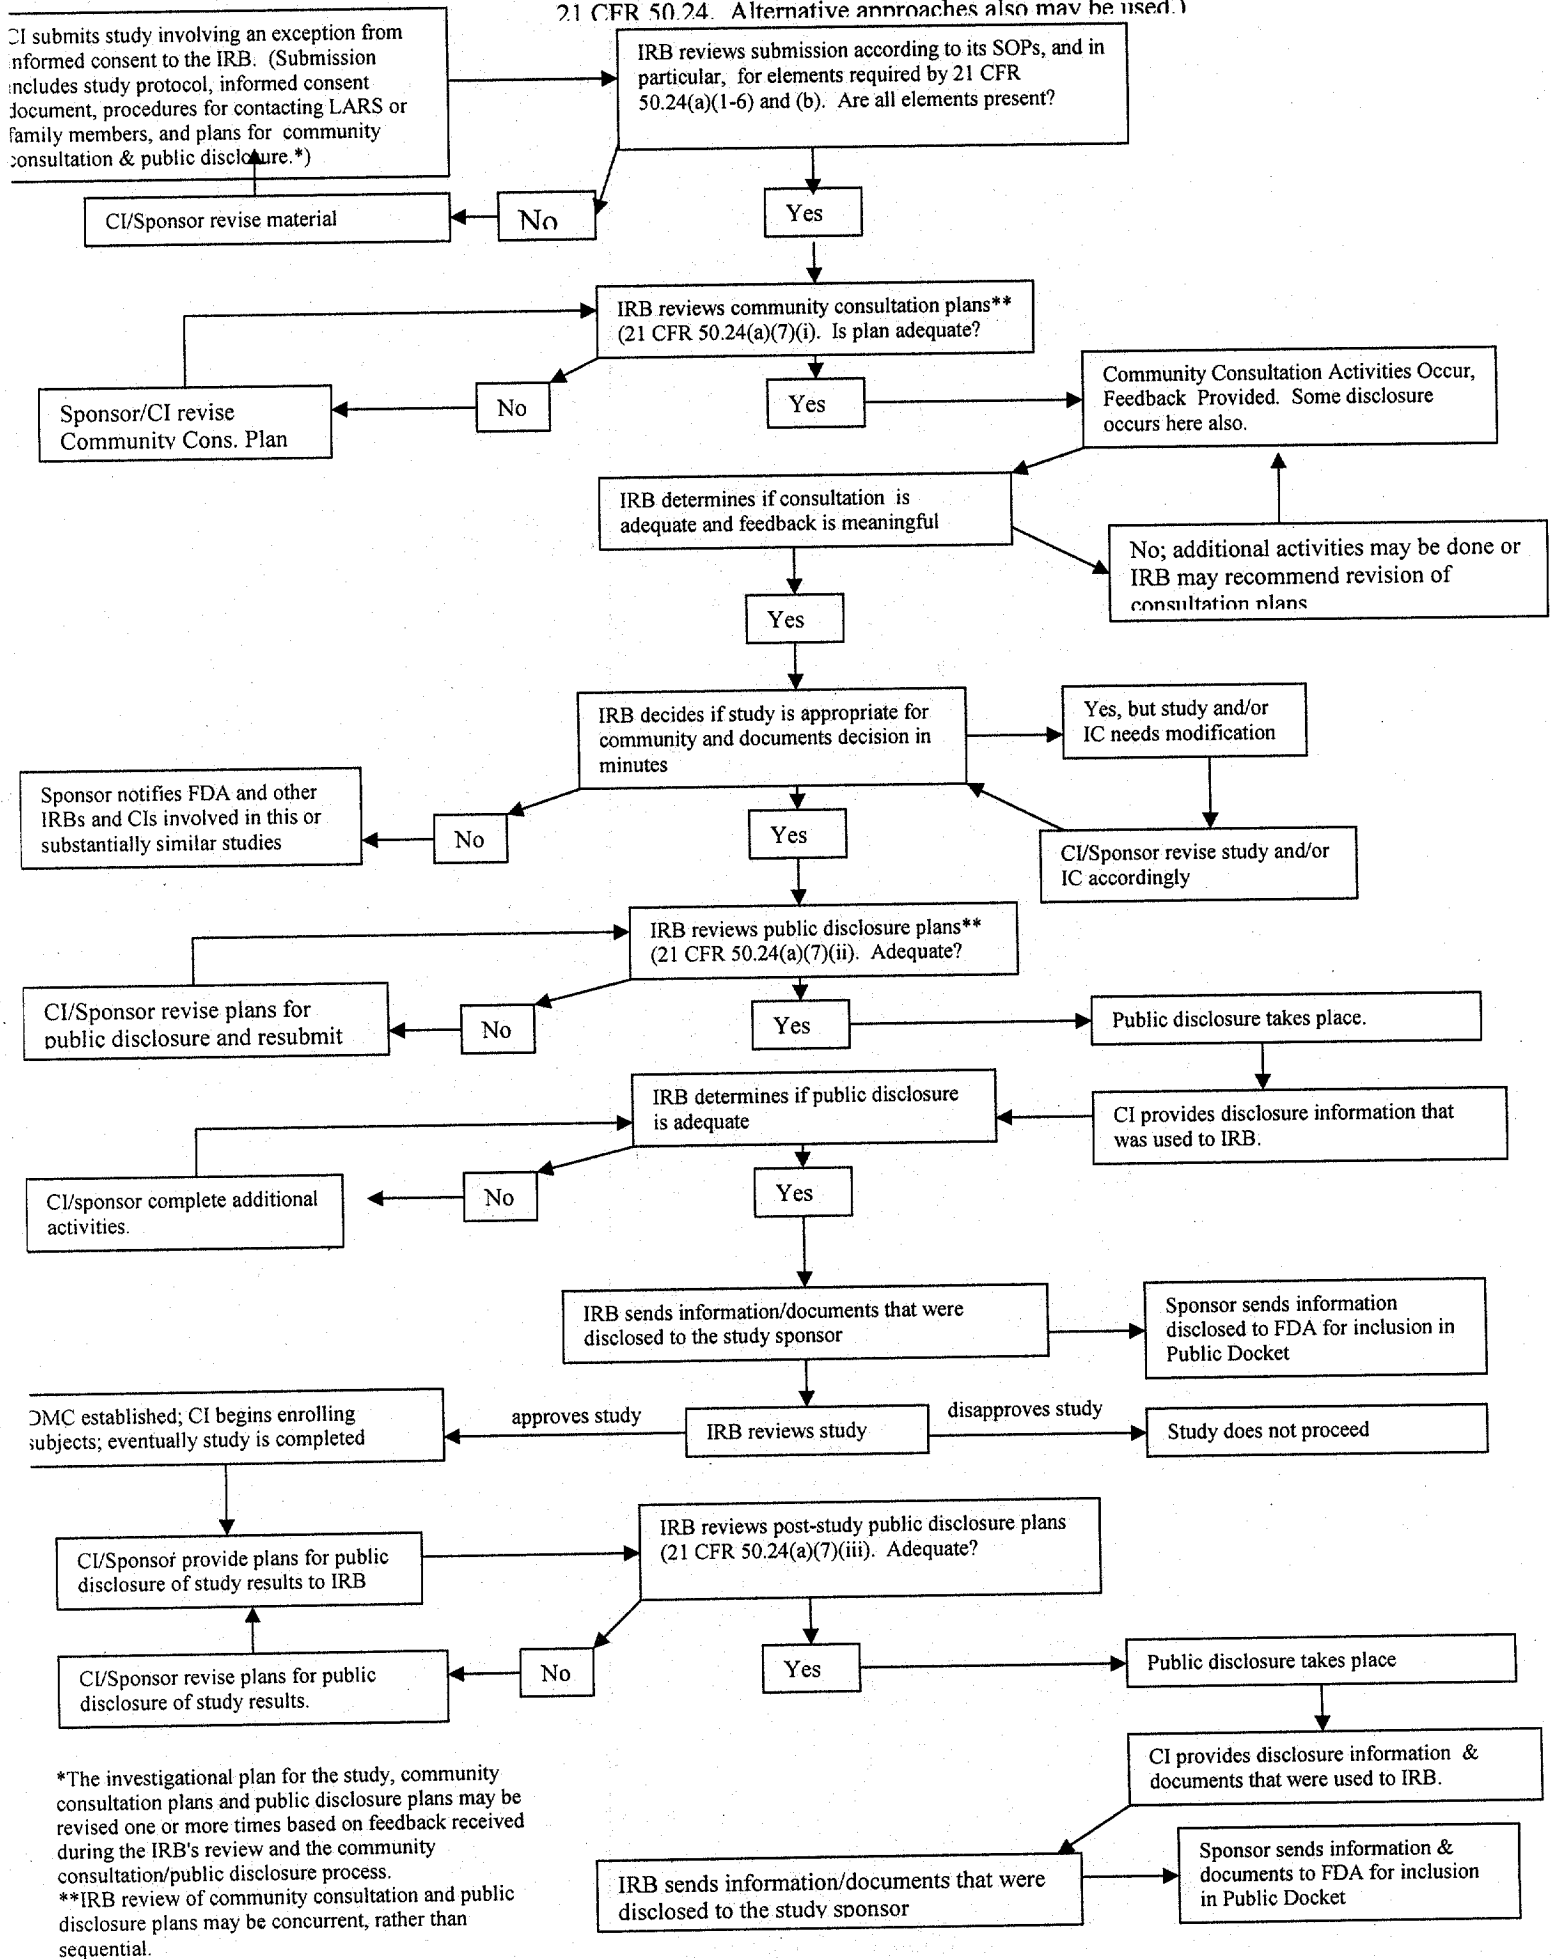 21 CFR 50.24. Alternative approaches also may be used.)
CI submits study involving an exception from
informed consent to the IRB. (Submission
includes study protocol, informed consent
document, procedures for contacting LARS or
family members, and plans for community
consultation & public disclosure.*)
IRB reviews submission according to its SOPs, and in
particular, for elements required by 21 CFR
50.24(a)(1-6) and (b). Are all elements present?
CI/Sponsor revise material
No
Yes
IRB reviews community consultation plans**
(21 CFR 50.24(a)(7)(i). Is plan adequate?
Sponsor/CI revise
Community Cons. Plan
No
Yes
Community Consultation Activities Occur,
Feedback Provided. Some disclosure
occurs here also.
IRB determines if consultation is
adequate and feedback is meaningful
No; additional activities may be done or
IRB may recommend revision of
consultation plans
Yes
IRB decides if study is appropriate for
community and documents decision in
minutes
Yes, but study and/or
IC needs modification
Sponsor notifies FDA and other
IRBs and CIs involved in this or
substantially similar studies
No
Yes
CI/Sponsor revise study and/or
IC accordingly
IRB reviews public disclosure plans**
(21 CFR 50.24(a)(7)(ii). Adequate?
CI/Sponsor revise plans for
public disclosure and resubmit
No
Yes
Public disclosure takes place.
IRB determines if public disclosure
is adequate
CI provides disclosure information that
was used to IRB.
CI/sponsor complete additional
activities.
No
Yes
IRB sends information/documents that were
disclosed to the study sponsor
Sponsor sends information
disclosed to FDA for inclusion in
Public Docket
DMC established; CI begins enrolling
subjects; eventually study is completed
approves study
IRB reviews study
disapproves study
Study does not proceed
CI/Sponsor provide plans for public
disclosure of study results to IRB
IRB reviews post-study public disclosure plans
(21 CFR 50.24(a)(7)(iii). Adequate?
CI/Sponsor revise plans for public
disclosure of study results.
No
Yes
Public disclosure takes place
CI provides disclosure information &
documents that were used to IRB.
*The investigational plan for the study, community
consultation plans and public disclosure plans may be
revised one or more times based on feedback received
during the IRB's review and the community
consultation/public disclosure process.
**IRB review of community consultation and public
disclosure plans may be concurrent, rather than
sequential.
IRB sends information/documents that were
disclosed to the study sponsor
Sponsor sends information &
documents to FDA for inclusion
in Public Docket